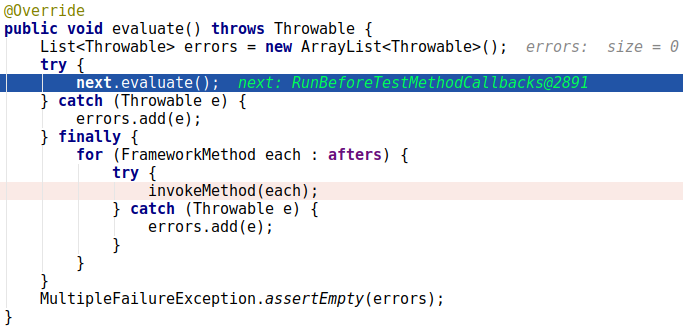 @Override
public void evaluate() throws Throwable {
    List<Throwable> errors = new ArrayList<Throwable>();  errors:  size = 0
    try {
        next.evaluate();  next: RunBeforeTestMethodCallbacks@2891
    } catch (Throwable e) {
        errors.add(e);
    } finally {
        for (FrameworkMethod each : afters) {
            try {
                invokeMethod(each);
            } catch (Throwable e) {
                errors.add(e);
            }
        }
    }
    MultipleFailureException.assertEmpty(errors);
}